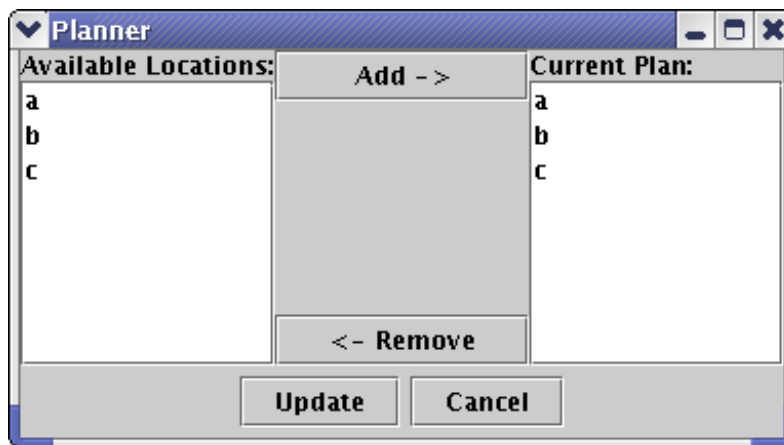 Planner
Available Locations:
a
b
c
Add ->
<- Remove
Current Plan:
a
b
c
Update
Cancel